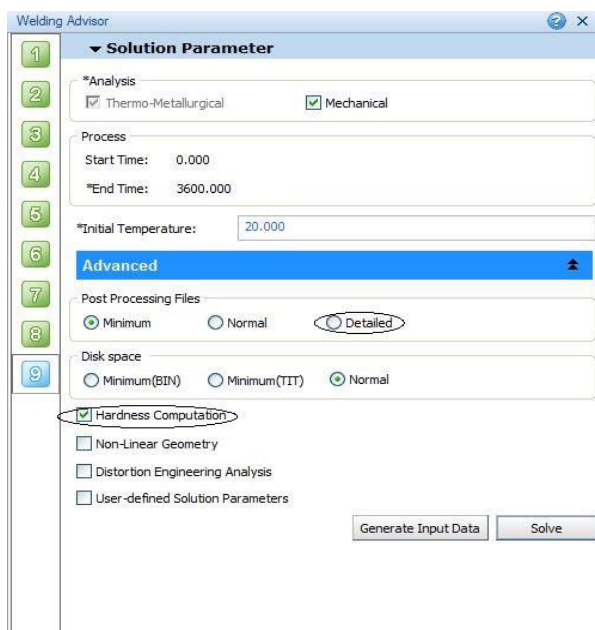 Welding Advisor
Solution Parameter
*Analysis
Thermo-Metallurgical Mechanical
Process
Start Time: 0.000
*End Time: 3600.000
*Initial Temperature: 20.000
Advanced
Post Processing Files
Minimum Normal Detailed
Disk space
Minimum(BIN) Minimum(TIT) Normal
Hardness Computation
Non-Linear Geometry
Distortion Engineering Analysis
User-defined Solution Parameters
Generate Input Data Solve
1
2
3
4
5
6
7
8
9